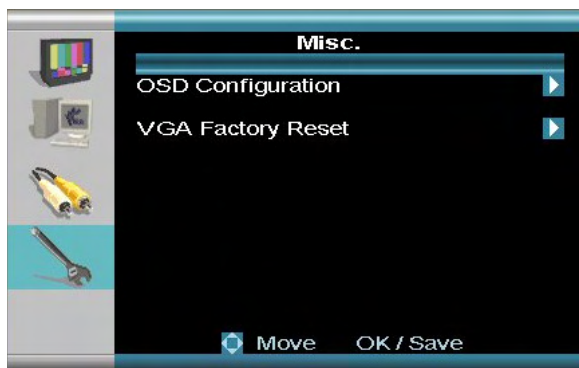 Misc.
OSD Configuration
VGA Factory Reset
Move OK / Save